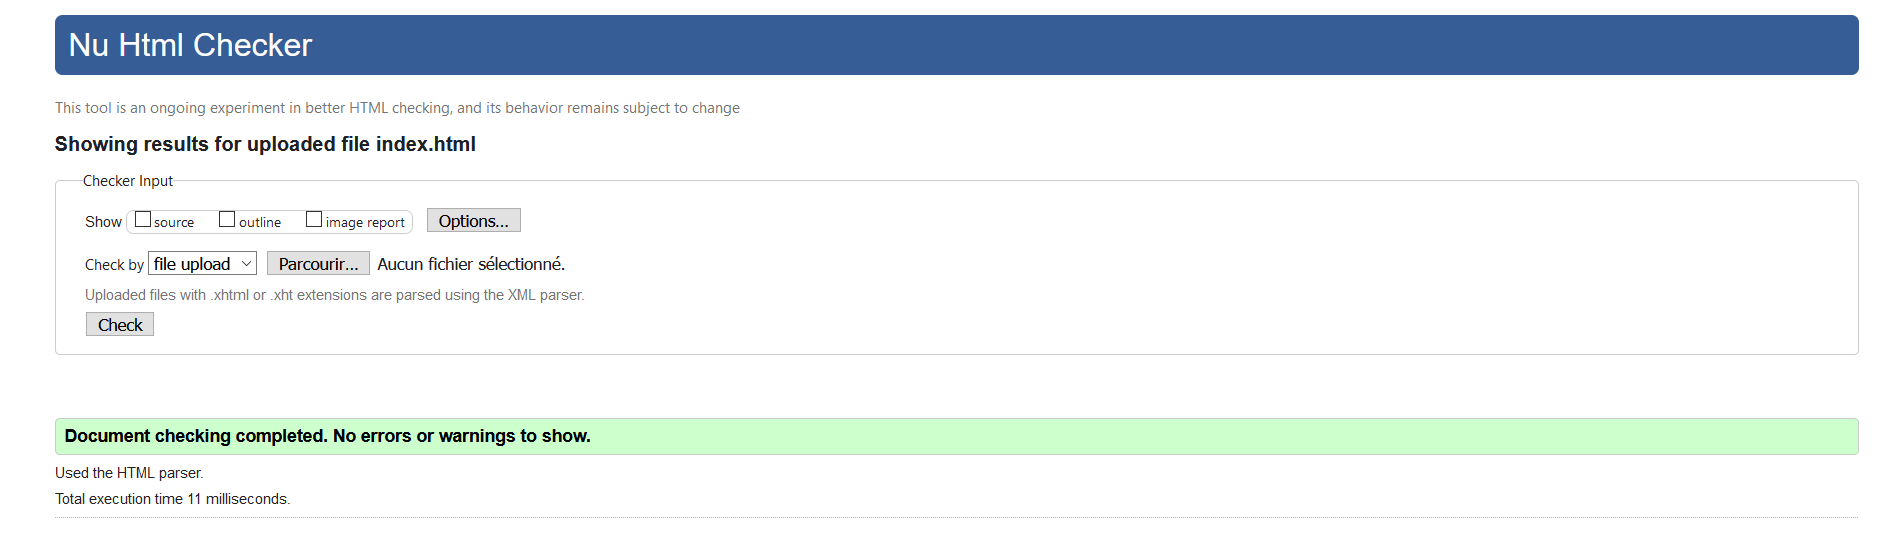 Nu Html Checker
This tool is an ongoing experiment in better HTML checking, and its behavior remains subject to change
Showing results for uploaded file index.html
Checker Input
Show source outline image report Options...
Check by file upload Parcourir... Aucun fichier sélectionné.
Uploaded files with .xhtml or .xht extensions are parsed using the XML parser.
Check
Document checking completed. No errors or warnings to show.
Used the HTML parser.
Total execution time 11 milliseconds.